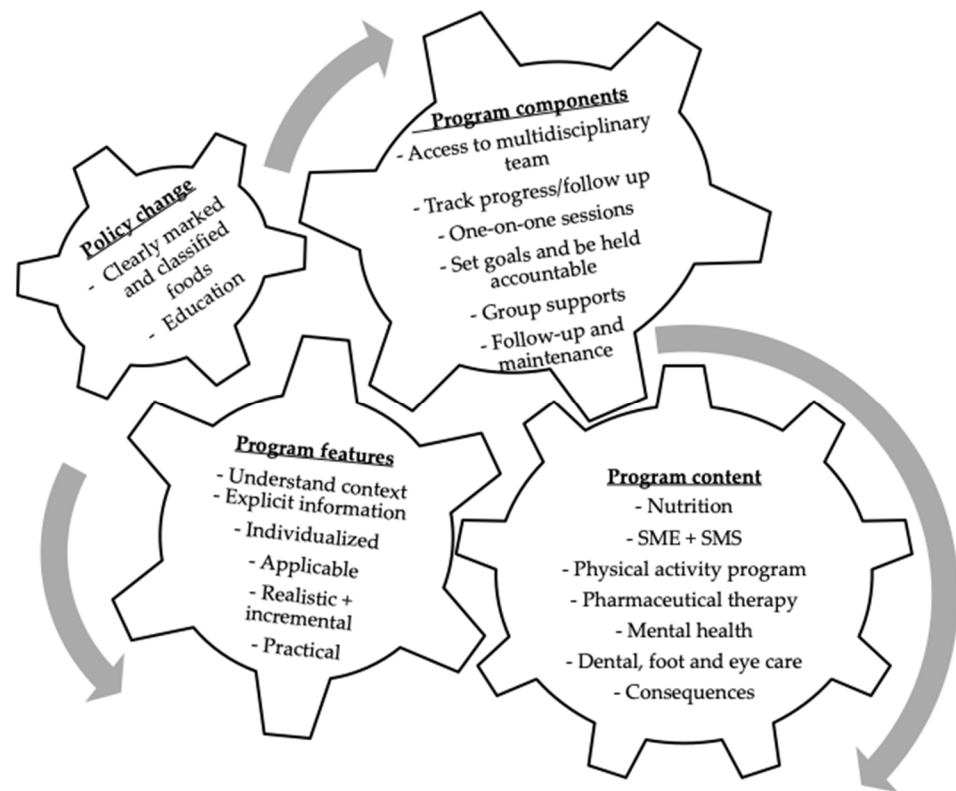 Policy change
- Clearly marked
and classified
foods
- Education
Program components
- Access to multidisciplinary
team
- Track progress/follow up
- One-on-one sessions
- Set goals and be held
accountable
- Group supports
- Follow-up and
maintenance
Program features
- Understand context
- Explicit information
- Individualized
- Applicable
- Realistic +
incremental
- Practical
Program content
- Nutrition
- SME + SMS
- Physical activity program
- Pharmaceutical therapy
- Mental health
- Dental, foot and eye care
- Consequences